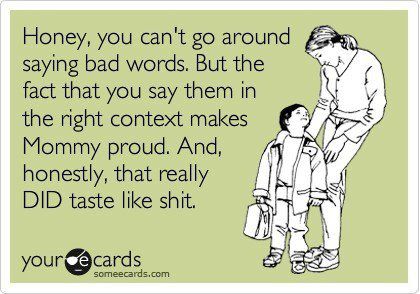 Honey, you can't go around
saying bad words. But the
fact that you say them in
the right context makes
Mommy proud. And,
honestly, that really
DID taste like shit.
your e cards
someecards.com